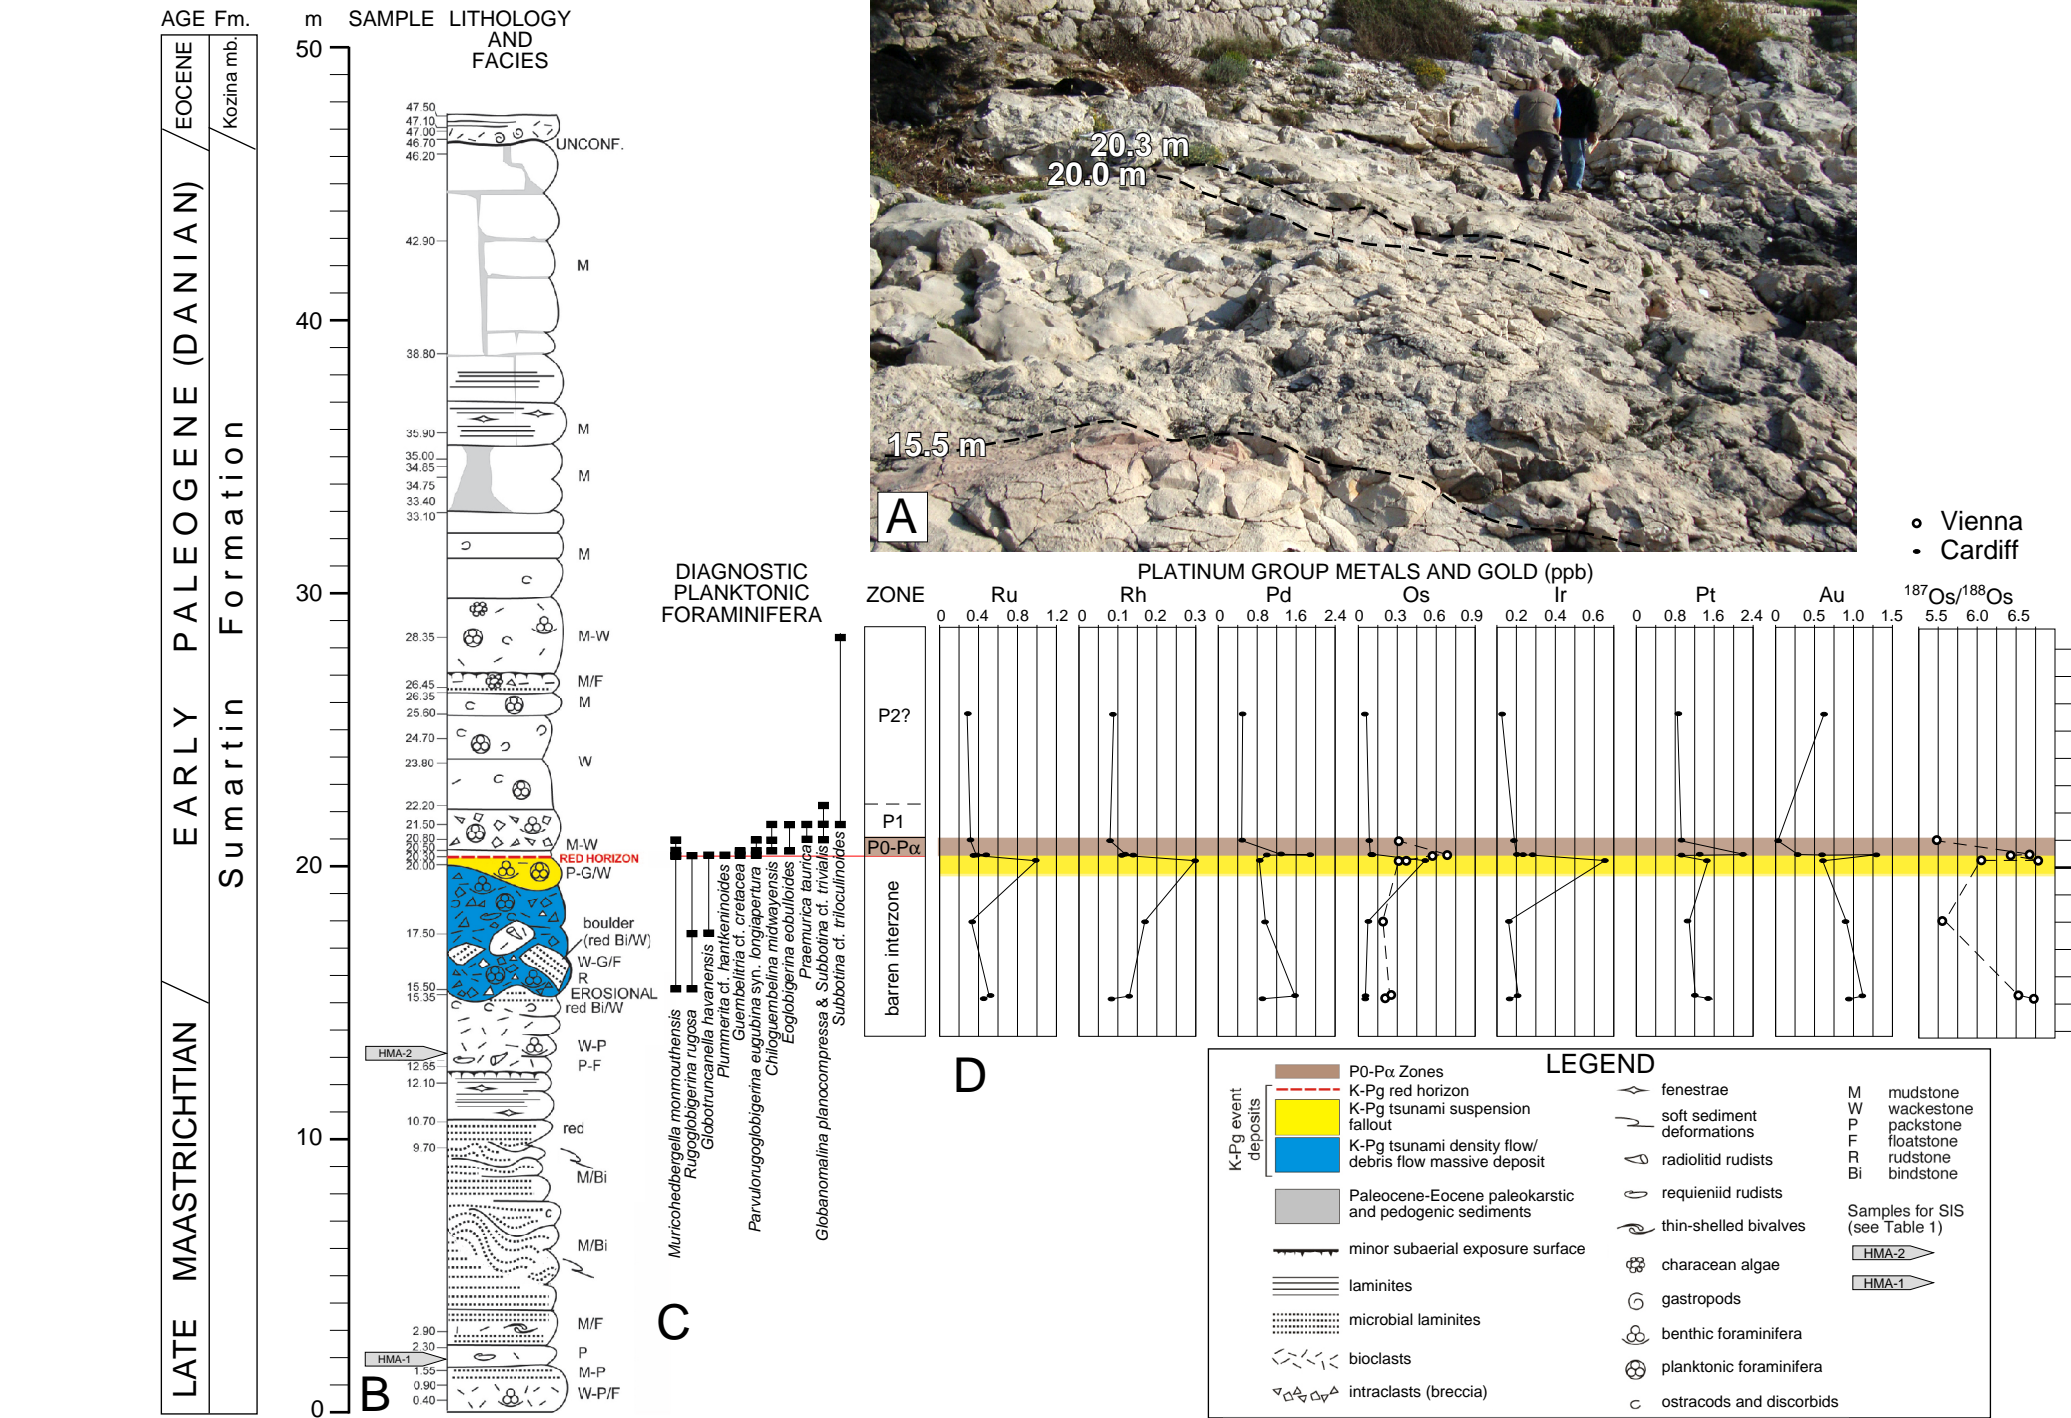 AGE Fm. m SAMPLE LITHOLOGY
AND
FACIES
EOCENE
Kozina mb.
EARLY PALEOGENE (DANIAN)
Sumartin Formation
LATE MAASTRICHTIAN
50
40
30
20
10
0
47.50
47.10
47.00
46.70
46.20
42.90
38.80
35.90
35.00
34.85
34.75
33.40
33.10
28.35
26.45
26.35
25.60
24.70
23.80
22.20
21.50
20.80
20.50
20.30
20.00
17.50
15.50
15.35
HMA-2
12.65
12.10
10.70
9.70
2.90
2.30
HMA-1
1.55
0.90
0.40
UNCONF.
M
M
M
M
M-W
M/F
M
W
M-W
RED HORIZON
P-G/W
boulder
(red Bi/W)
W-G/F
R
EROSIONAL
red Bi/W
W-P
P-F
red
M/Bi
M/Bi
M/F
P
M-P
W-P/F
B
20.3 m
20.0 m
15.5 m
A
DIAGNOSTIC
PLANKTONIC
FORAMINIFERA
Muricohedbergella monmouthensis
Rugoglobigerina rugosa
Globotruncanella havanensis
Plummerita cf. hantkeninoides
Guembelitria cf. cretacea
Parvulorugoglobigerina eugubina syn. longiapertura
Chiloguembelina midwayensis
Eoglobigerina eobulloides
Praemurica taurica
Globanomalina planocompressa & Subbotina cf. trivialis
Subbotina cf. triloculinoides
C
PLATINUM GROUP METALS AND GOLD (ppb)
Vienna
Cardiff
ZONE Ru Rh Pd Os Ir Pt Au ¹⁸⁷Os/¹⁸⁸Os
0 0.4 0.8 1.2
0 0.1 0.2 0.3
0 0.8 1.6 2.4
0 0.3 0.6 0.9
0.2 0.4 0.6
0 0.8 1.6 2.4
0 0.5 1.0 1.5
5.5 6.0 6.5
P2?
P1
P0-Pα
barren interzone
D
LEGEND
K-Pg event
deposits
P0-Pα Zones
K-Pg red horizon
K-Pg tsunami suspension
fallout
K-Pg tsunami density flow/
debris flow massive deposit
Paleocene-Eocene paleokarstic
and pedogenic sediments
minor subaerial exposure surface
laminites
microbial laminites
bioclasts
intraclasts (breccia)
fenestrae
soft sediment
deformations
radiolitid rudists
requieniid rudists
thin-shelled bivalves
characean algae
gastropods
benthic foraminifera
planktonic foraminifera
ostracods and discorbids
M mudstone
W wackestone
P packstone
F floatstone
R rudstone
Bi bindstone
Samples for SIS
(see Table 1)
HMA-2
HMA-1